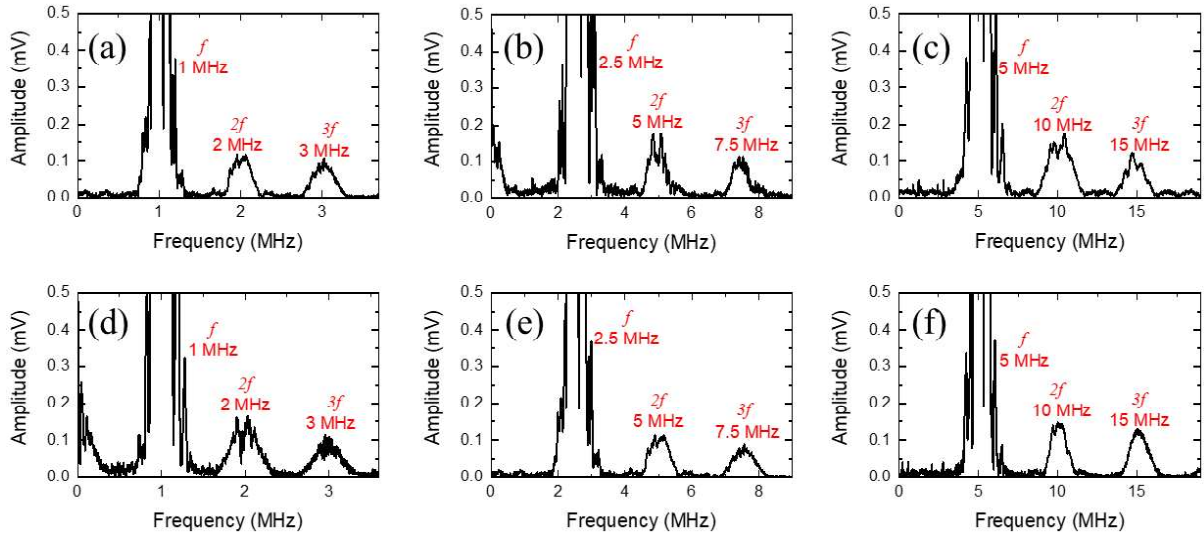 (a)
f
1 MHz
2f
2 MHz
3f
3 MHz
0.5
0.4
0.3
0.2
0.1
0.0
0 1 2 3
Amplitude (mV)
Frequency (MHz)
(b)
f
2.5 MHz
2f
5 MHz
3f
7.5 MHz
0.5
0.4
0.3
0.2
0.1
0.0
0 2 4 6 8
Amplitude (mV)
Frequency (MHz)
(c)
f
5 MHz
2f
10 MHz
3f
15 MHz
0.5
0.4
0.3
0.2
0.1
0.0
0 5 10 15
Amplitude (mV)
Frequency (MHz)
(d)
f
1 MHz
2f
2 MHz
3f
3 MHz
0.5
0.4
0.3
0.2
0.1
0.0
0 1 2 3
Amplitude (mV)
Frequency (MHz)
(e)
f
2.5 MHz
2f
5 MHz
3f
7.5 MHz
0.5
0.4
0.3
0.2
0.1
0.0
0 2 4 6 8
Amplitude (mV)
Frequency (MHz)
(f)
f
5 MHz
2f
10 MHz
3f
15 MHz
0.5
0.4
0.3
0.2
0.1
0.0
0 5 10 15
Amplitude (mV)
Frequency (MHz)